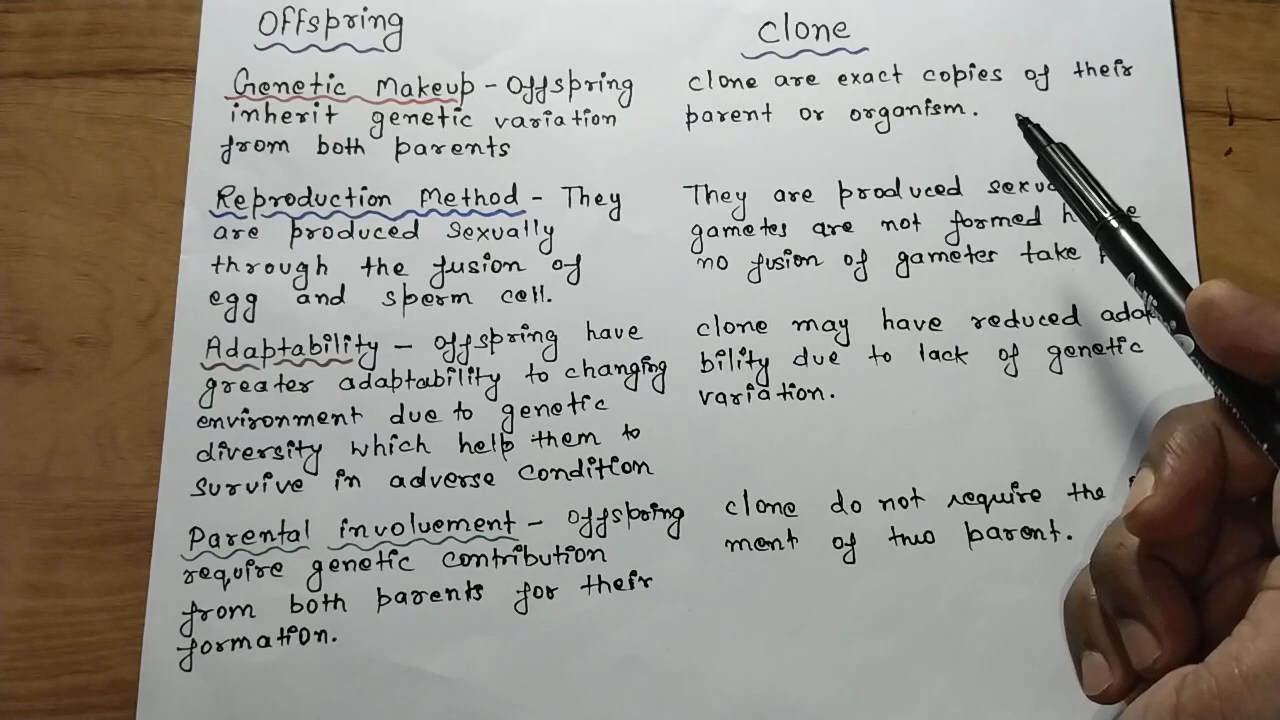 Offspring
Genetic Makeup - Offspring
inherit genetic variation
from both parents
Reproduction Method - They
are produced sexually
through the fusion of
egg and sperm cell.
Adaptability - offspring have
greater adaptability to changing
environment due to genetic
diversity which help them to
survive in adverse condition
Parental involvement - offspring
require genetic contribution
from both parents for their
formation.
Clone
clone are exact copies of their
parent or organism.
They are produced
gametes are not formed
no fusion of gametes take
clone may have reduced
bility due to lack of genetic
variation.
clone do not require the
ment of two parent.